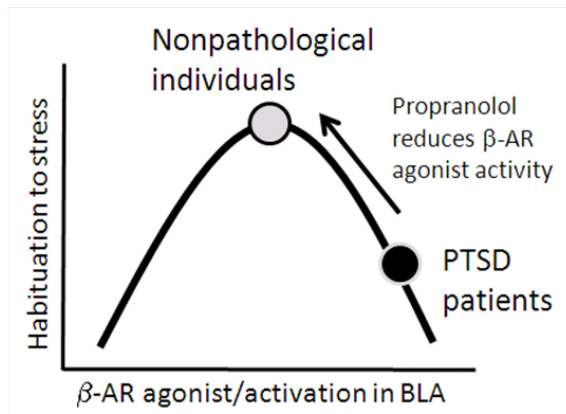 Nonpathological
individuals
Propranolol
reduces β-AR
agonist activity
Habituation to stress
PTSD
patients
β-AR agonist/activation in BLA